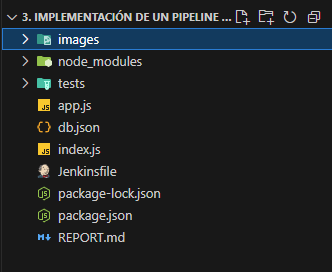 3. IMPLEMENTACIÓN DE UN PIPELINE ...
images
node_modules
tests
JS app.js
{} db.json
JS index.js
Jenkinsfile
package-lock.json
package.json
REPORT.md